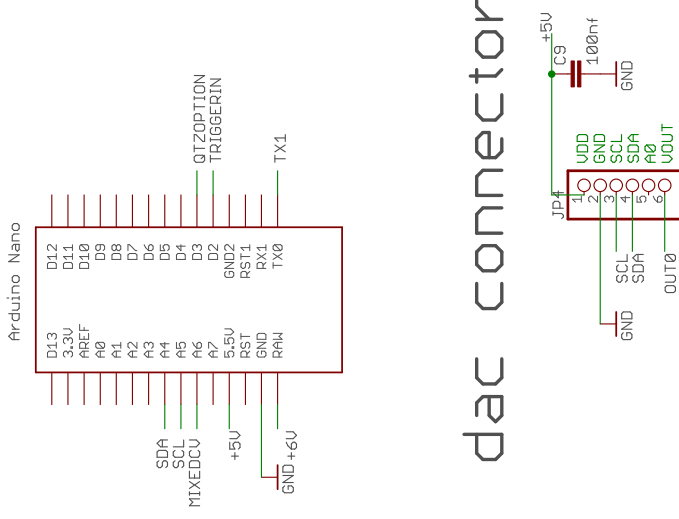 Arduino Nano
QTZOPTION
TRIGGERIN
TX1
D12
D11
D10
D9
D8
D7
D6
D5
D4
D3
D2
GND2
RST1
RX1
TX0
D13
3.3V
AREF
A0
A1
A2
A3
A4
A5
A6
A7
5.5V
RST
GND
RAW
SDA
SCL
MIXEDCV
+5V
GND
+6V
dac connector
+5V
C9
100nf
GND
JP4
VDD
GND
SCL
SDA
A0
VOUT
1
2
3
4
5
6
SCL
SDA
OUT0
GND